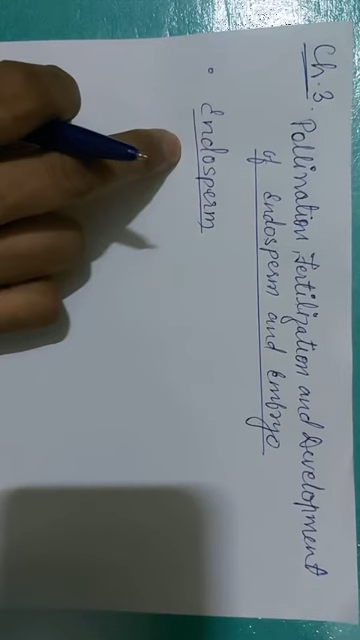 Ch. 3. Pollination, Fertilization and Development
of Endosperm and Embryo
• Endosperm